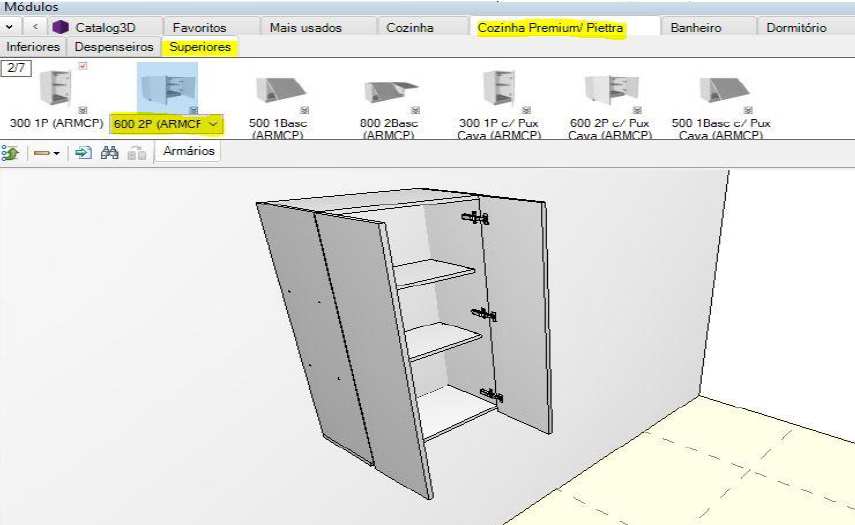 Módulos
Catalog3D Favoritos Mais usados Cozinha Cozinha Premium/ Piettra Banheiro Dormitório
Inferiores Despenseiros Superiores
2/7
300 1P (ARMCP)
600 2P (ARMCF
500 1Basc
(ARMCP)
800 2Basc
(ARMCP)
300 1P c/ Pux
Cava (ARMCP)
600 2P c/ Pux
Cava (ARMCP)
500 1Basc c/ Pux
Cava (ARMCP)
Armários